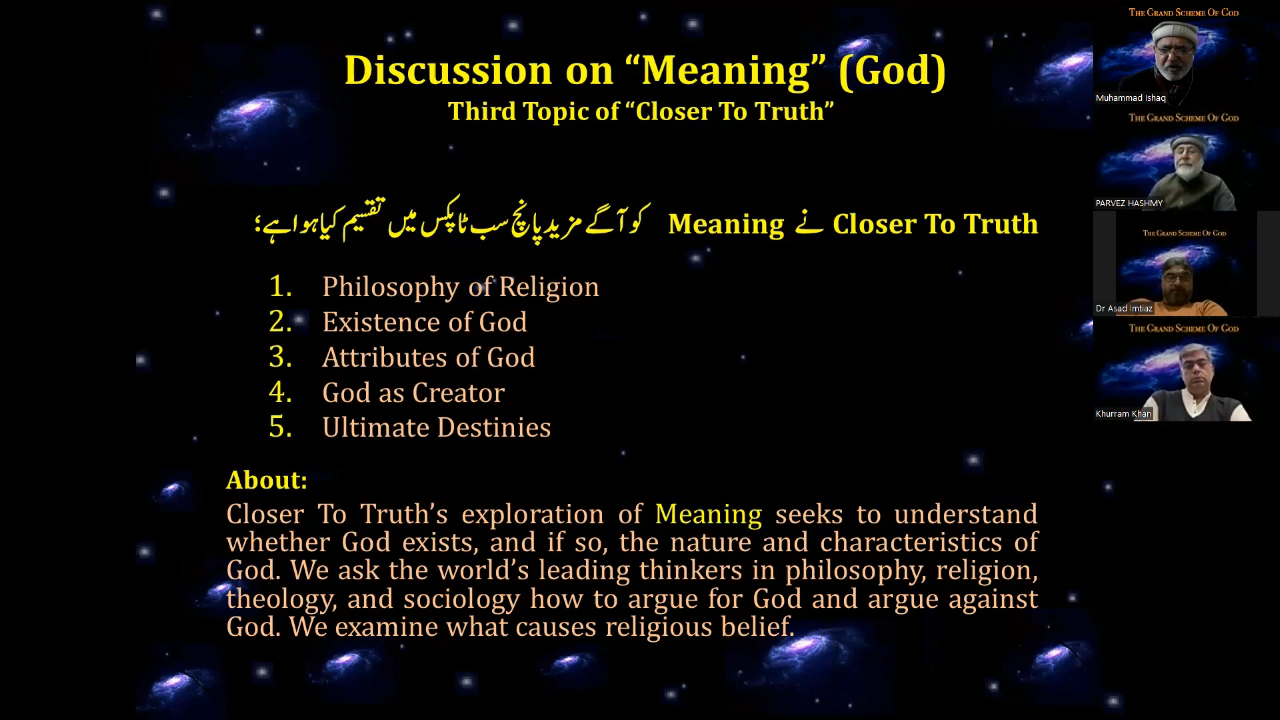 Discussion on “Meaning” (God)
Third Topic of “Closer To Truth”
Closer To Truth نے Meaning کو آگے مزید پانچ سب ٹاپکس میں تقسیم کیا ہوا ہے؛
1. Philosophy of Religion
2. Existence of God
3. Attributes of God
4. God as Creator
5. Ultimate Destinies
About:
Closer To Truth’s exploration of Meaning seeks to understand
whether God exists, and if so, the nature and characteristics of
God. We ask the world’s leading thinkers in philosophy, religion,
theology, and sociology how to argue for God and argue against
God. We examine what causes religious belief.
The Grand Scheme Of God
Muhammad Ishaq
The Grand Scheme Of God
PARVEZ HASHMY
The Grand Scheme Of God
Dr Asad Imtiaz
The Grand Scheme Of God
Khurram Khan